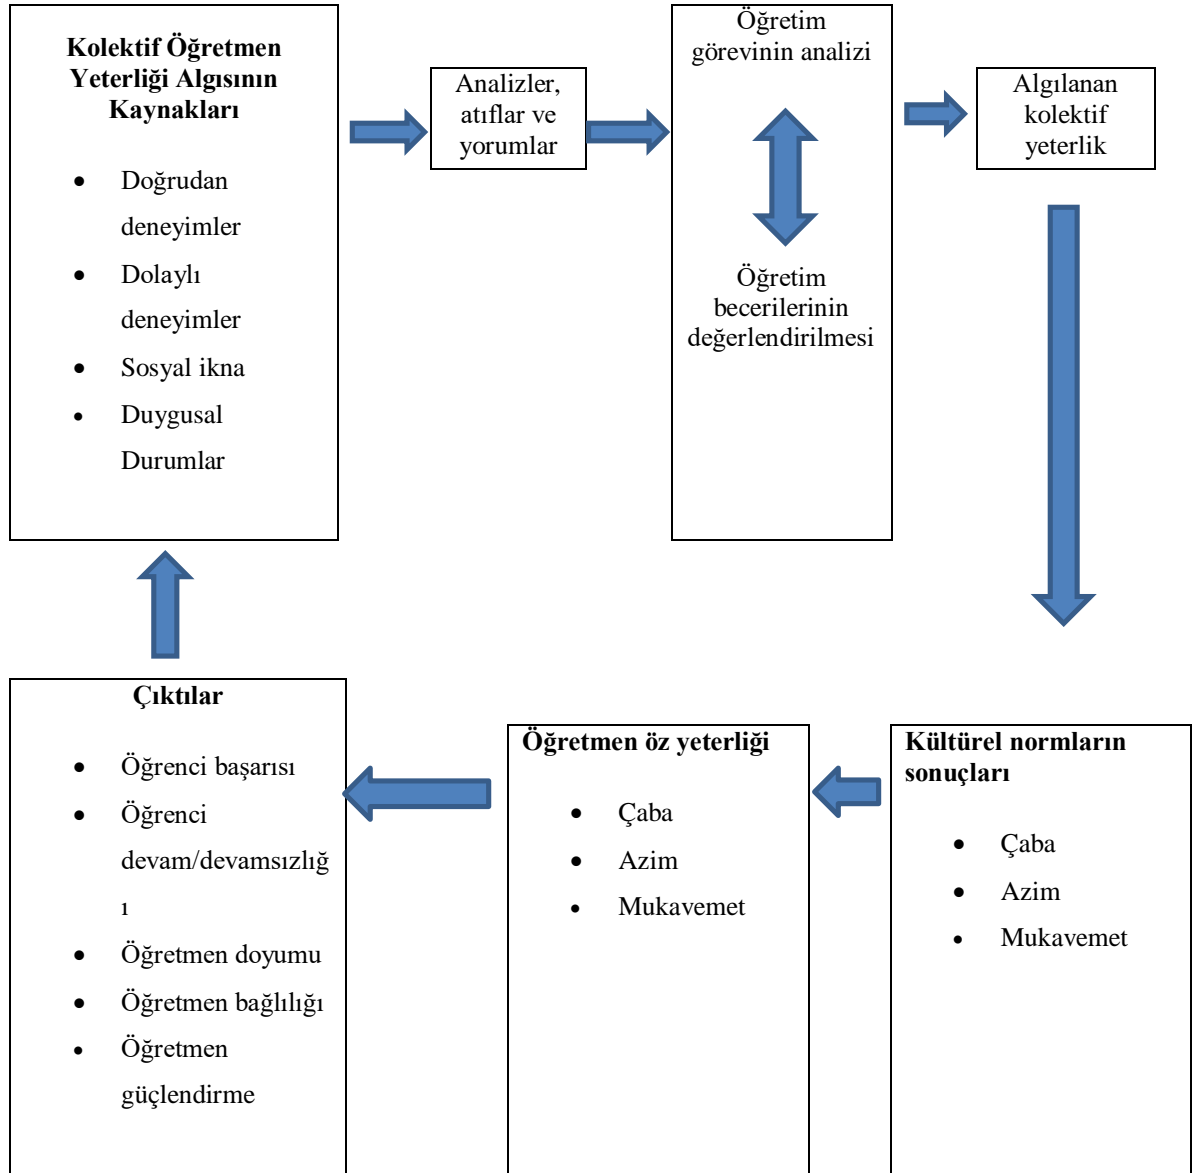 Kolektif Öğretmen
Yeterliği Algısının
Kaynakları
• Doğrudan
deneyimler
• Dolaylı
deneyimler
• Sosyal ikna
• Duygusal
Durumlar
Analizler,
atıflar ve
yorumlar
Öğretim
görevinin analizi
Öğretim
becerilerinin
değerlendirilmesi
Algılanan
kolektif
yeterlik
Kültürel normların
sonuçları
• Çaba
• Azim
• Mukavemet
Öğretmen öz yeterliği
• Çaba
• Azim
• Mukavemet
Çıktılar
• Öğrenci başarısı
• Öğrenci
devam/devamsızlığ
ı
• Öğretmen doyumu
• Öğretmen bağlılığı
• Öğretmen
güçlendirme